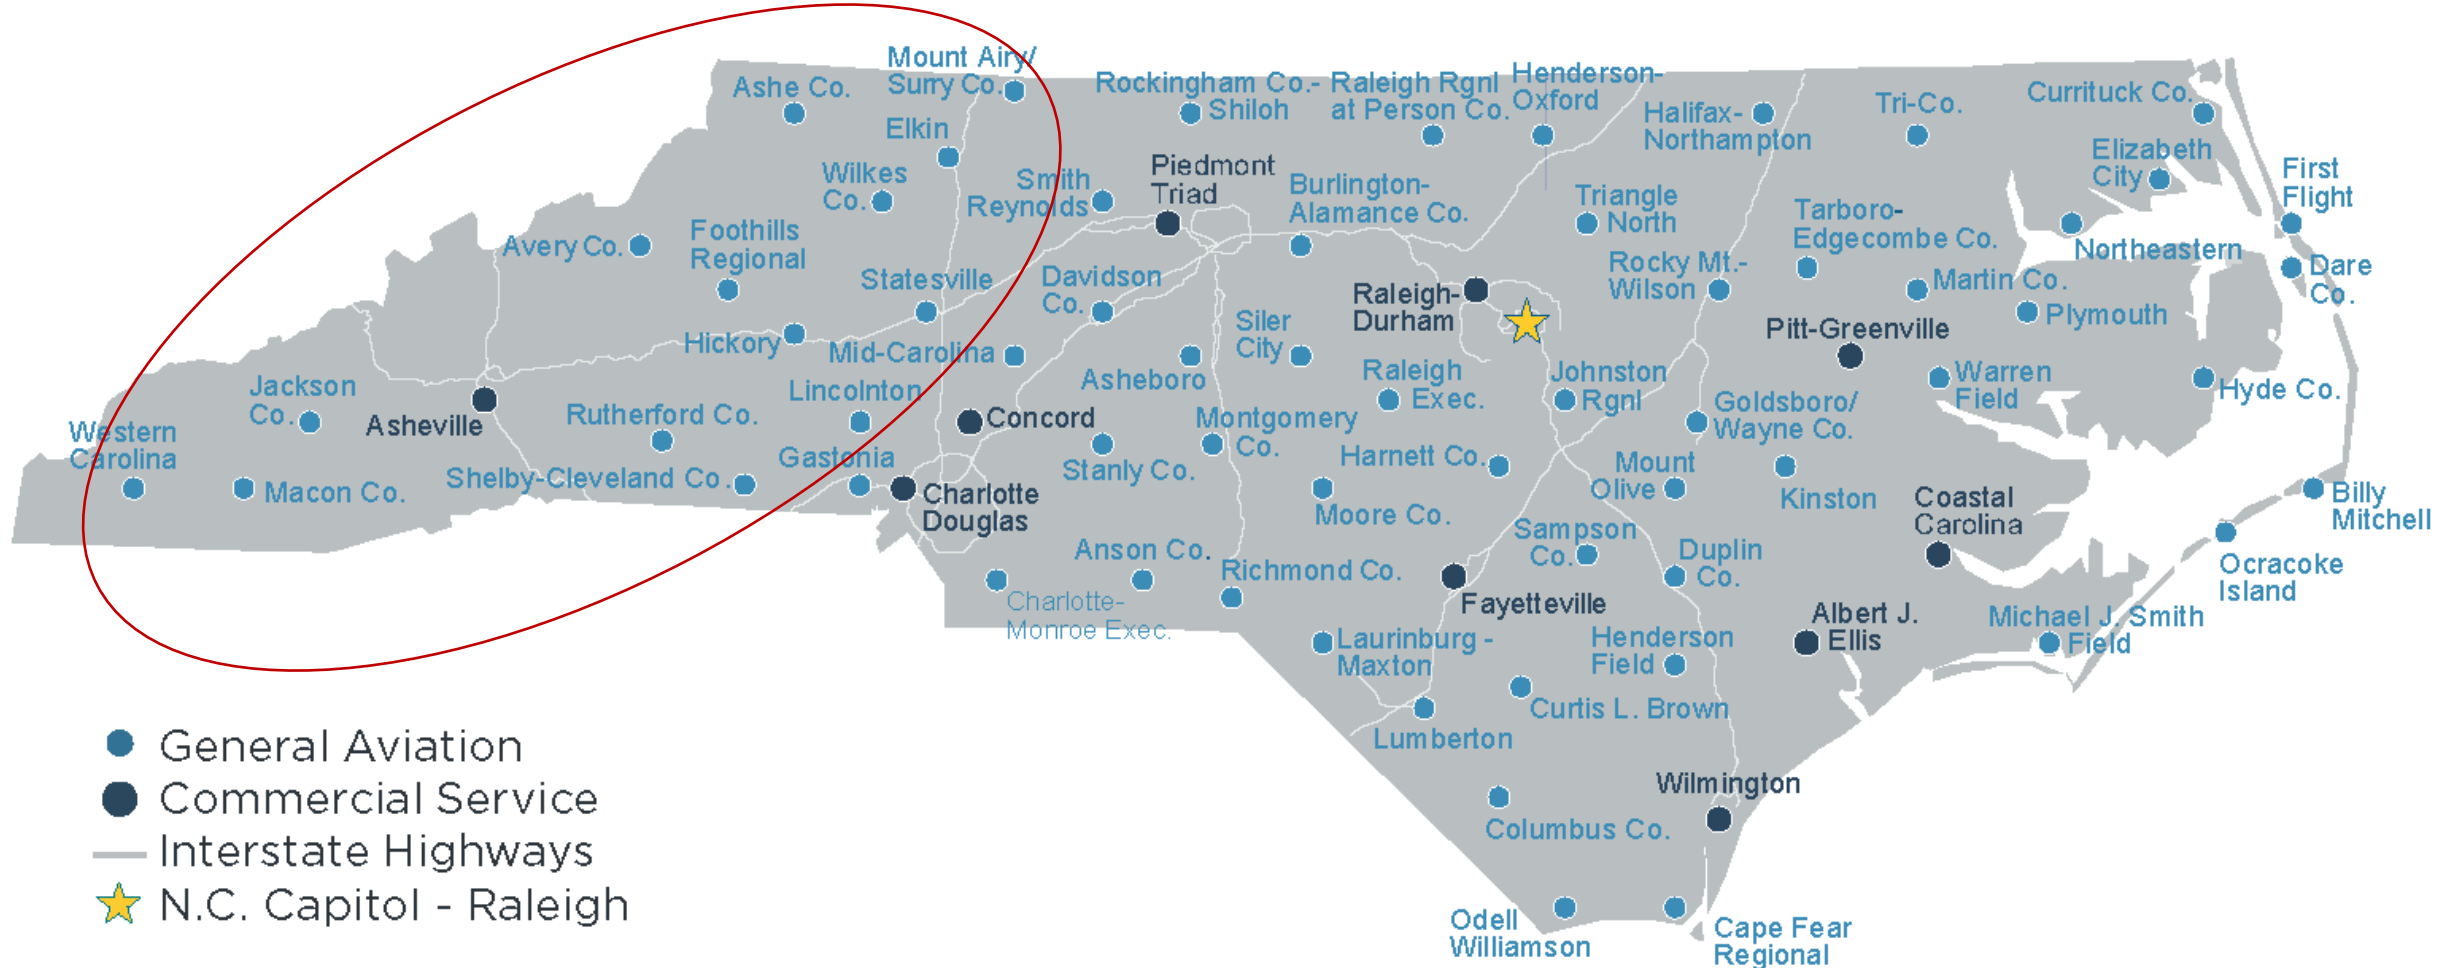 Mount Airy/
Surry Co.
Ashe Co.
Elkin
Wilkes
Co.
Smith
Reynolds
Foothills
Regional
Avery Co.
Statesville
Hickory
Mid-Carolina
Lincolnton
Jackson
Co.
Asheville
Rutherford Co.
Western
Carolina
Macon Co.
Shelby-Cleveland Co.
Gastonia
Rockingham Co.-
Shiloh
Raleigh Rgnl
at Person Co.
Henderson-
Oxford
Halifax-
Northampton
Tri-Co.
Currituck Co.
Elizabeth
City
First
Flight
Piedmont
Triad
Burlington-
Alamance Co.
Triangle
North
Tarboro-
Edgecombe Co.
Northeastern
Dare
Co.
Davidson
Co.
Raleigh-
Durham
Rocky Mt.-
Wilson
Martin Co.
Plymouth
Siler
City
Pitt-Greenville
Asheboro
Raleigh
Exec.
Johnston
Rgnl
Warren
Field
Hyde Co.
Concord
Montgomery
Co.
Goldsboro/
Wayne Co.
Stanly Co.
Harnett Co.
Mount
Olive
Kinston
Charlotte
Douglas
Moore Co.
Coastal
Carolina
Billy
Mitchell
Sampson
Co.
Duplin
Co.
Ocracoke
Island
Anson Co.
Richmond Co.
Charlotte-
Monroe Exec.
Fayetteville
Albert J.
Ellis
Michael J. Smith
Field
Laurinburg -
Maxton
Henderson
Field
Curtis L. Brown
Lumberton
Wilmington
Columbus Co.
Odell
Williamson
Cape Fear
Regional
General Aviation
Commercial Service
Interstate Highways
N.C. Capitol - Raleigh